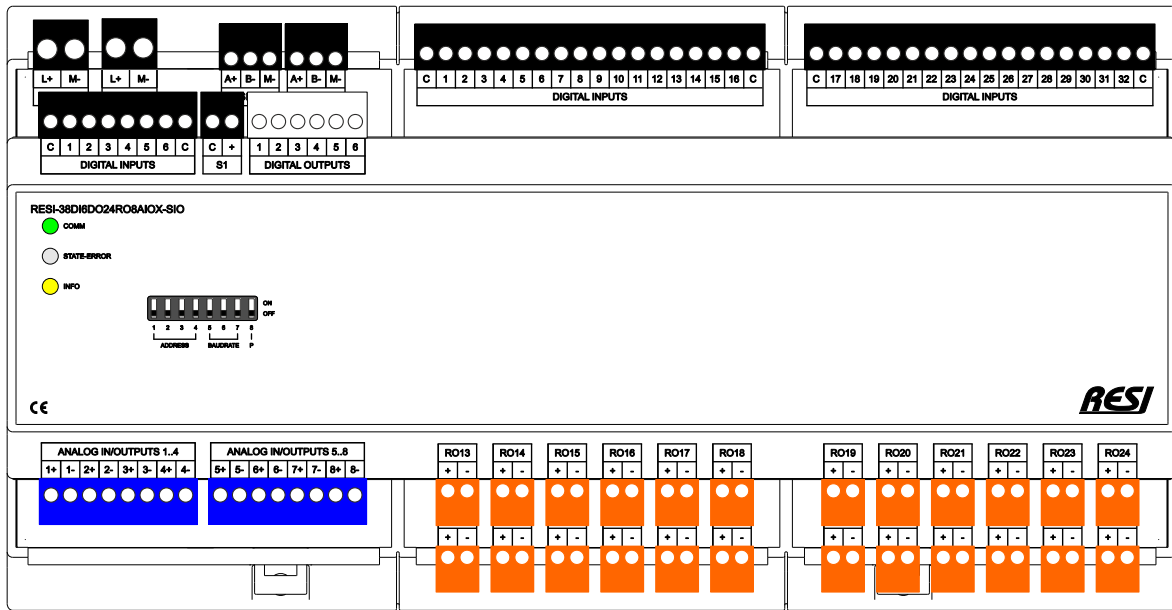 L+ M- L+ M- A+ B- M- A+ B- M-
C 1 2 3 4 5 6 7 8 9 10 11 12 13 14 15 16 C
DIGITAL INPUTS
C 17 18 19 20 21 22 23 24 25 26 27 28 29 30 31 32 C
DIGITAL INPUTS
C 1 2 3 4 5 6 C
DIGITAL INPUTS
C +
S1
1 2 3 4 5 6
DIGITAL OUTPUTS
RESI-38DI6DO24RO8AIOX-SIO
COMM
STATE-ERROR
INFO
ON
OFF
1 2 3 4 5 6 7 8
ADDRESS BAUDRATE P
CE
RESI
ANALOG IN/OUTPUTS 1..4
1+ 1- 2+ 2- 3+ 3- 4+ 4-
ANALOG IN/OUTPUTS 5..8
5+ 5- 6+ 6- 7+ 7- 8+ 8-
RO13 RO14 RO15 RO16 RO17 RO18
+ - + - + - + - + - + -
+ - + - + - + - + - + -
RO19 RO20 RO21 RO22 RO23 RO24
+ - + - + - + - + - + -
+ - + - + - + - + - + -